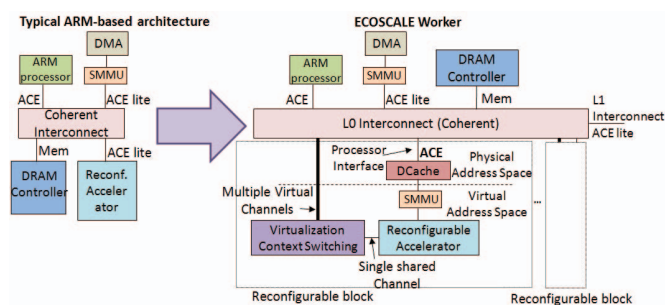 Typical ARM-based architecture
DMA
ARM
processor
SMMU
ACE
ACE lite
Coherent
Interconnect
Mem
ACE lite
DRAM
Controller
Reconf.
Acceler
ator
ECOSCALE Worker
DMA
ARM
processor
SMMU
DRAM
Controller
ACE
ACE lite
Mem
L1
Interconnect
ACE lite
L0 Interconnect (Coherent)
Processor
Interface
ACE
DCache
Physical
Address Space
Multiple Virtual
Channels
SMMU
Virtual
Address Space
...
Virtualization
Context Switching
Reconfigurable
Accelerator
Single shared
Channel
Reconfigurable block
Reconfigurable block